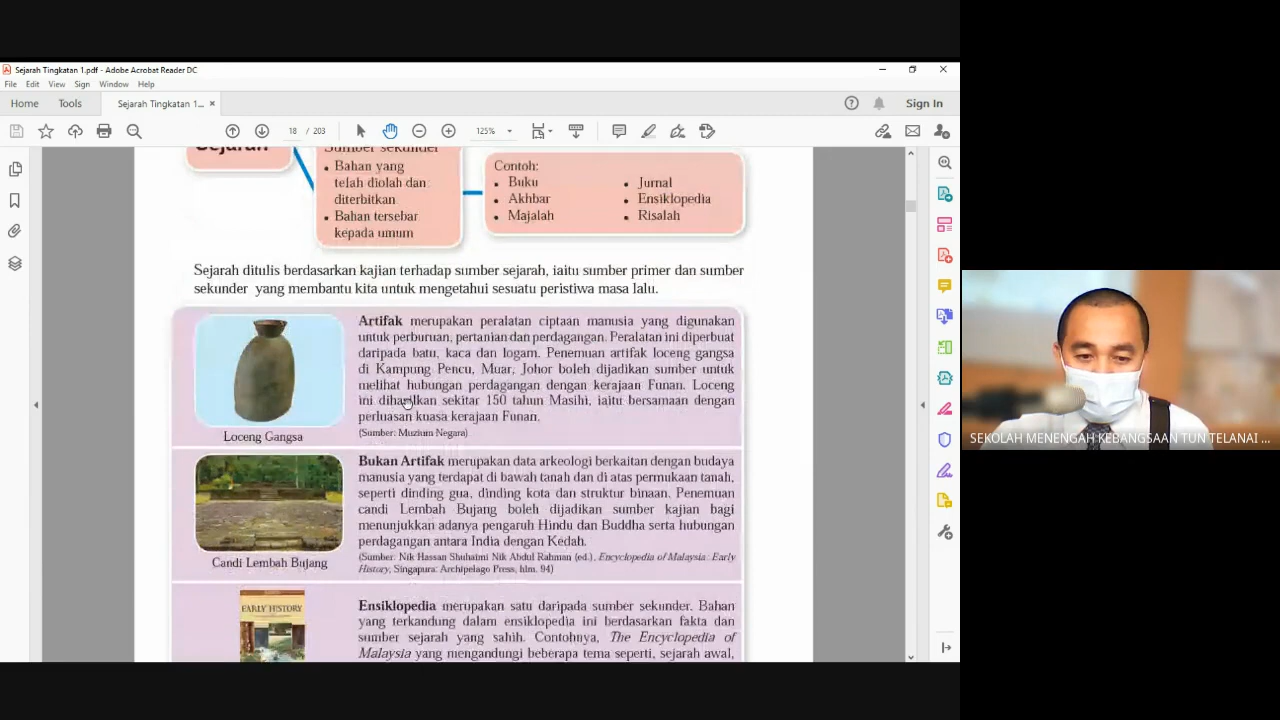 Sejarah Tingkatan 1.pdf - Adobe Acrobat Reader DC
File Edit View Sign Window Help
Home Tools Sejarah Tingkatan 1... × Sign In
18 / 203 125%
Sejarah
Sumber sekunder
• Bahan yang
telah diolah dan
diterbitkan
• Bahan tersebar
kepada umum
Contoh:
• Buku
• Akhbar
• Majalah
• Jurnal
• Ensiklopedia
• Risalah
Sejarah ditulis berdasarkan kajian terhadap sumber sejarah, iaitu sumber primer dan sumber
sekunder yang membantu kita untuk mengetahui sesuatu peristiwa masa lalu.
Loceng Gangsa
Artifak merupakan peralatan ciptaan manusia yang digunakan
untuk perburuan, pertanian dan perdagangan. Peralatan ini diperbuat
daripada batu, kaca dan logam. Penemuan artifak loceng gangsa
di Kampung Pencu, Muar, Johor boleh dijadikan sumber untuk
melihat hubungan perdagangan dengan kerajaan Funan. Loceng
ini dihasilkan sekitar 150 tahun Masihi, iaitu bersamaan dengan
perluasan kuasa kerajaan Funan.
(Sumber: Muzium Negara)
Candi Lembah Bujang
Bukan Artifak merupakan data arkeologi berkaitan dengan budaya
manusia yang terdapat di bawah tanah dan di atas permukaan tanah,
seperti dinding gua, dinding kota dan struktur binaan. Penemuan
candi Lembah Bujang boleh dijadikan sumber kajian bagi
menunjukkan adanya pengaruh Hindu dan Buddha serta hubungan
perdagangan antara India dengan Kedah.
(Sumber: Nik Hassan Shuhaimi Nik Abdul Rahman (ed.), Encyclopedia of Malaysia: Early
History, Singapura: Archipelago Press, hlm. 94)
EARLY HISTORY
Ensiklopedia merupakan satu daripada sumber sekunder. Bahan
yang terkandung dalam ensiklopedia ini berdasarkan fakta dan
sumber sejarah yang sahih. Contohnya, The Encyclopedia of
Malaysia yang mengandungi beberapa tema seperti, sejarah awal,
SEKOLAH MENENGAH KEBANGSAAN TUN TELANAI ...